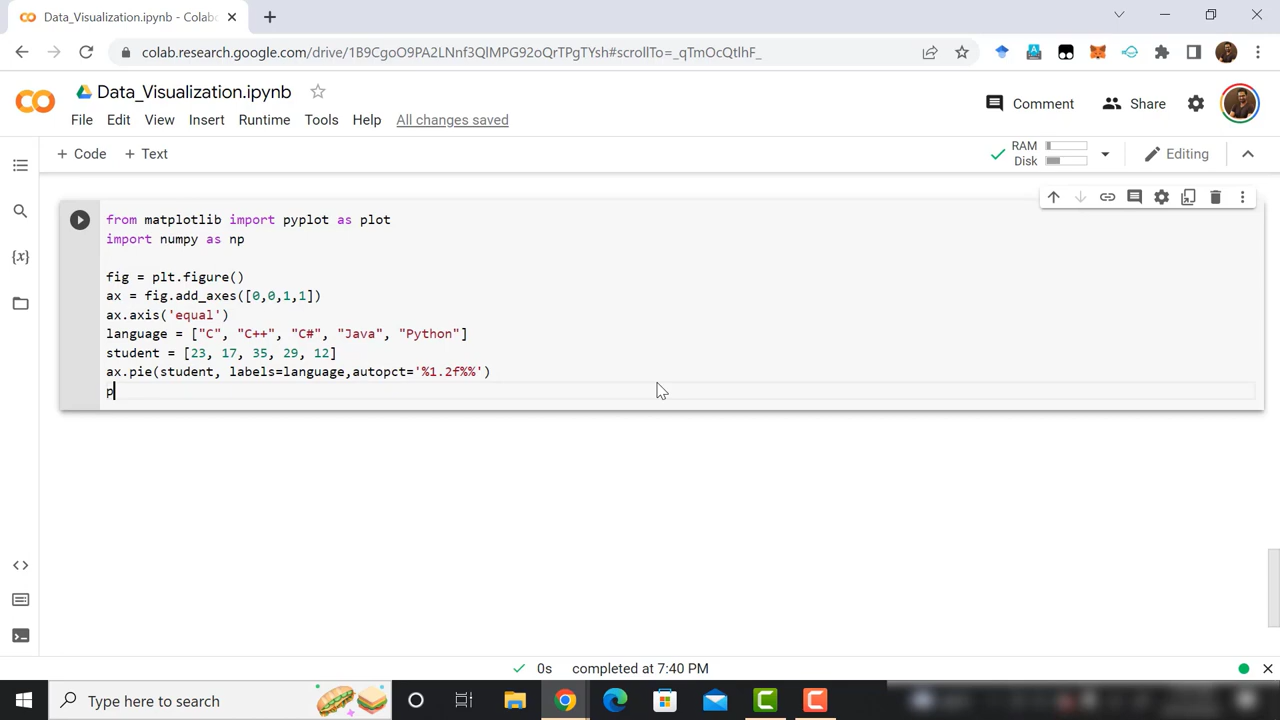 Data_Visualization.ipynb - Colab
colab.research.google.com/drive/1B9CgoO9PA2LNnf3QlMPG92oQrTPgTYsh#scrollTo=_qTmOcQtlhF_
Data_Visualization.ipynb
Comment
Share
File Edit View Insert Runtime Tools Help All changes saved
+ Code + Text
RAM
Disk
Editing
{x}
from matplotlib import pyplot as plot
import numpy as np
fig = plt.figure()
ax = fig.add_axes([0,0,1,1])
ax.axis('equal')
language = ["C", "C++", "C#", "Java", "Python"]
student = [23, 17, 35, 29, 12]
ax.pie(student, labels=language,autopct='%1.2f%%')
p
0s completed at 7:40 PM
Type here to search